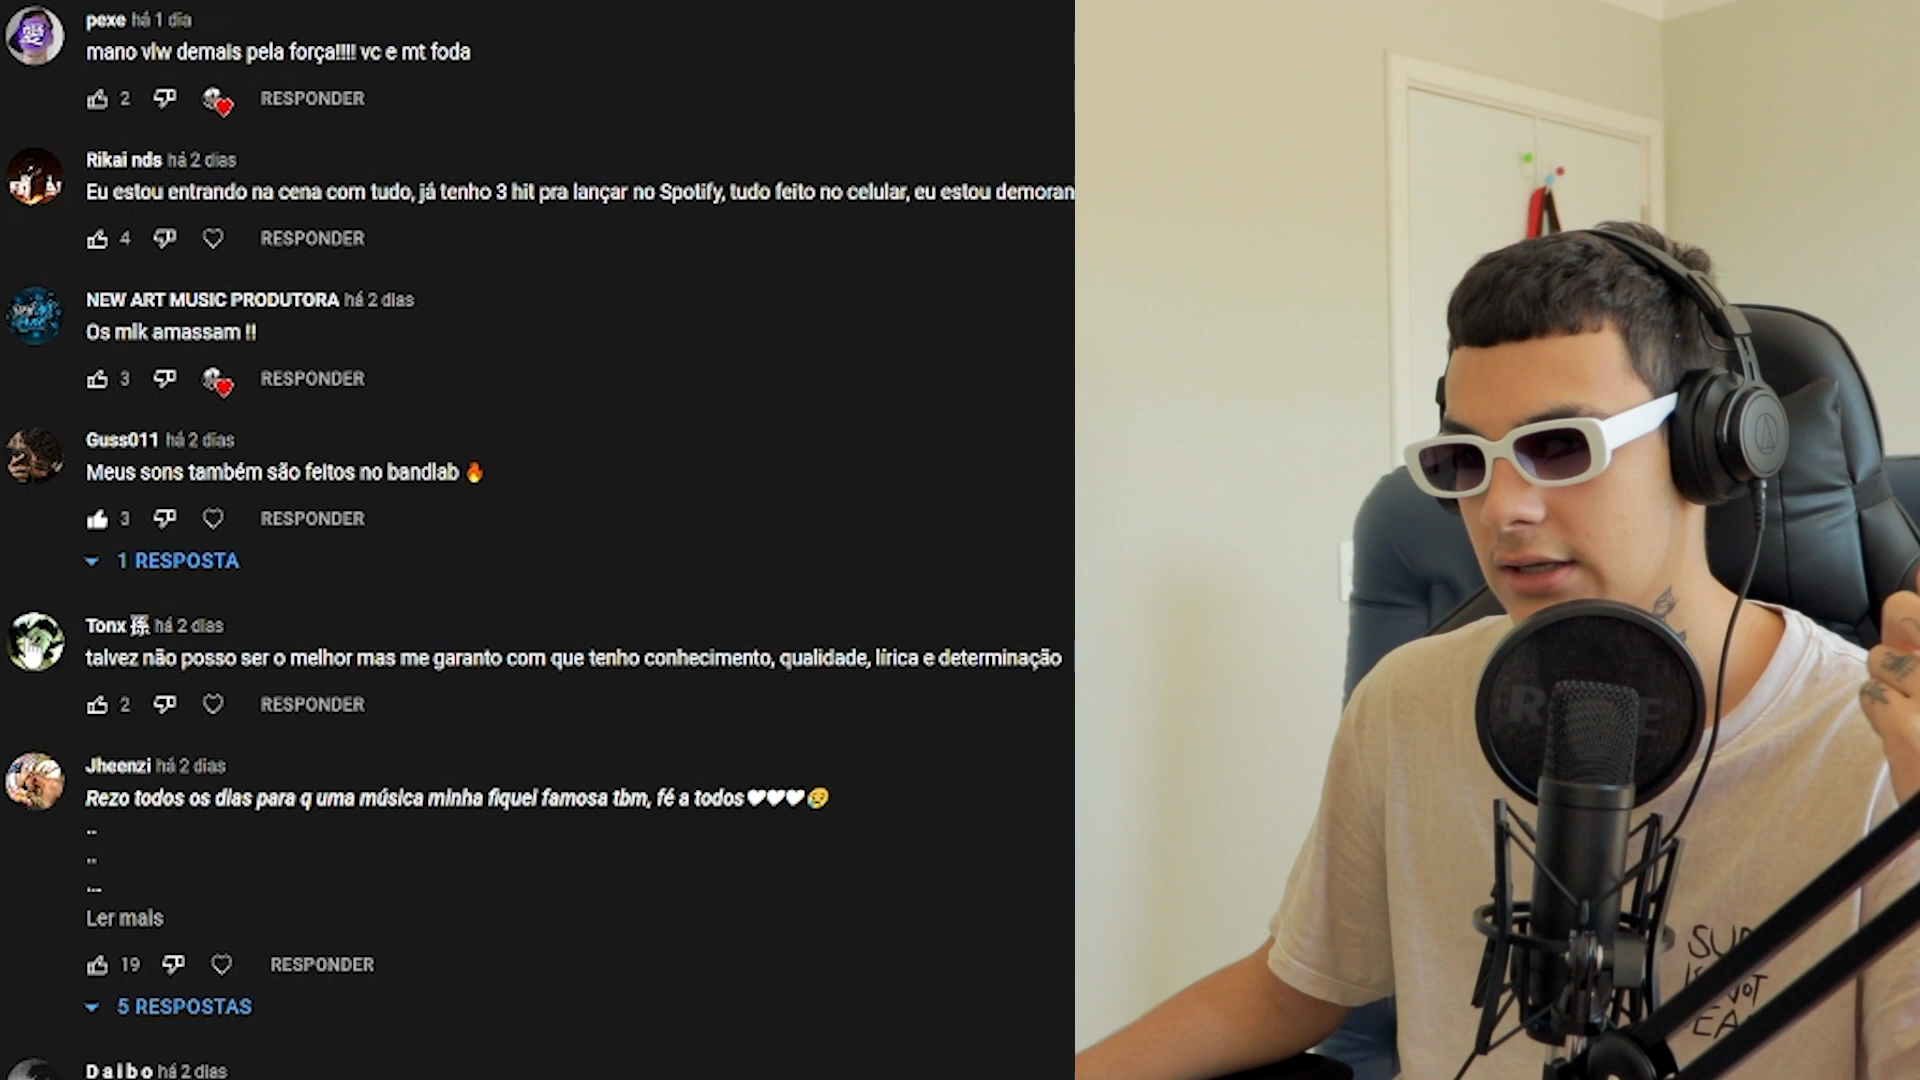 pexe há 1 dia
mano vlw demais pela força!!!! vc e mt foda
2 RESPONDER
Rikai nds há 2 dias
Eu estou entrando na cena com tudo, já tenho 3 hit pra lançar no Spotify, tudo feito no celular, eu estou demoran
4 RESPONDER
NEW ART MUSIC PRODUTORA há 2 dias
Os mlk amassam !!
3 RESPONDER
Guss011 há 2 dias
Meus sons também são feitos no bandlab 🔥
3 RESPONDER
1 RESPOSTA
Tonx 孫 há 2 dias
talvez não posso ser o melhor mas me garanto com que tenho conhecimento, qualidade, lírica e determinação
2 RESPONDER
Jheenzi há 2 dias
Rezo todos os dias para q uma música minha fiquei famosa tbm, fé a todos🤍🤍🤍😥
..
..
...
Ler mais
19 RESPONDER
5 RESPOSTAS
D a l b o há 2 dias